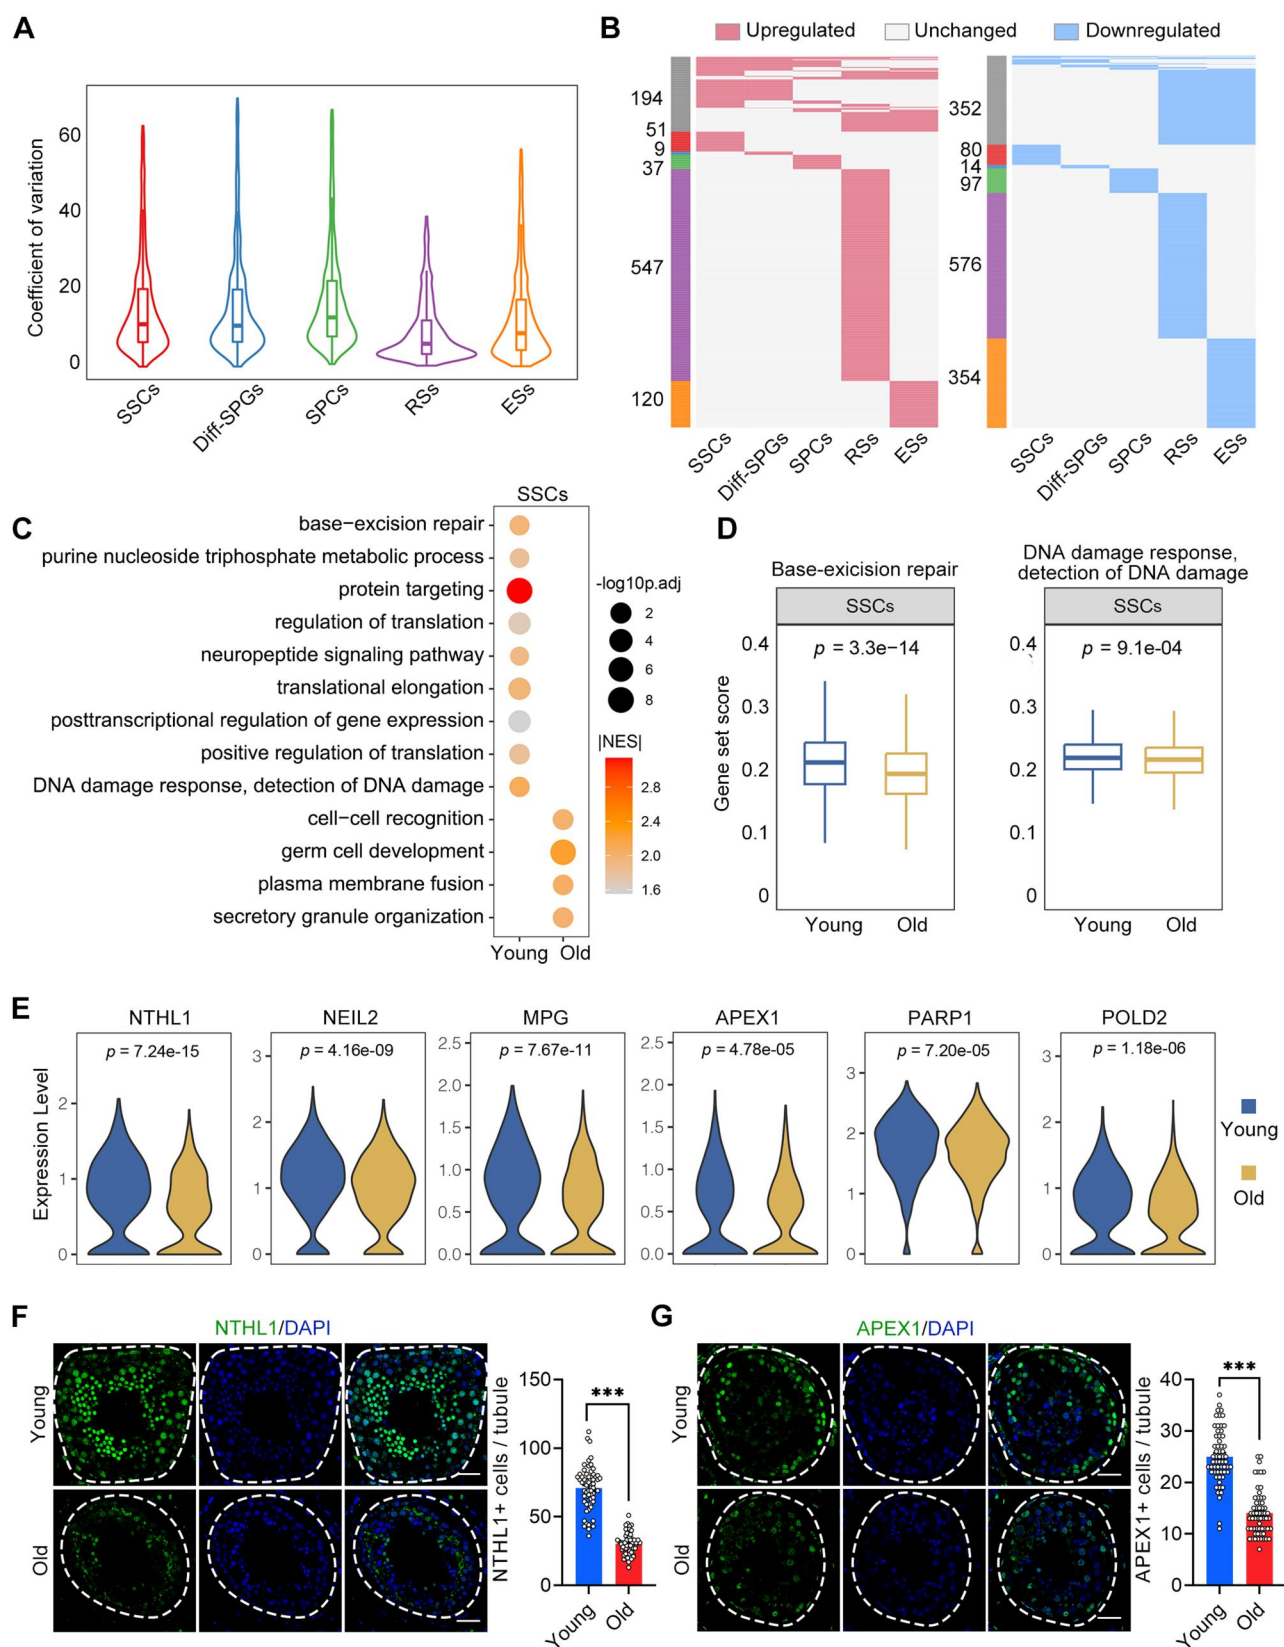 A
Coefficient of variation
60
40
20
0
SSCs
Diff-SPGs
SPCs
RSs
ESs
B
Upregulated
Unchanged
Downregulated
194
51
9
37
547
120
SSCs
Diff-SPGs
SPCs
RSs
ESs
352
80
14
97
576
354
SSCs
Diff-SPGs
SPCs
RSs
ESs
C
SSCs
base-excision repair
purine nucleoside triphosphate metabolic process
protein targeting
regulation of translation
neuropeptide signaling pathway
translational elongation
posttranscriptional regulation of gene expression
positive regulation of translation
DNA damage response, detection of DNA damage
cell-cell recognition
germ cell development
plasma membrane fusion
secretory granule organization
Young Old
-log10p.adj
2
4
6
8
|NES|
2.8
2.4
2.0
1.6
D
Base-exicision repair
SSCs
p = 3.3e-14
Gene set score
0.4
0.3
0.2
0.1
0
Young Old
DNA damage response,
detection of DNA damage
SSCs
p = 9.1e-04
0.4
0.3
0.2
0.1
0
Young Old
E
Expression Level
NTHL1
p = 7.24e-15
2
1
0
NEIL2
p = 4.16e-09
3
2
1
0
MPG
p = 7.67e-11
2.5
2.0
1.5
1.0
0.5
0.0
APEX1
p = 4.78e-05
2.5
2.0
1.5
1.0
0.5
0.0
PARP1
p = 7.20e-05
3
2
1
0
POLD2
p = 1.18e-06
3
2
1
0
Young
Old
F
NTHL1/DAPI
Young
Old
NTHL1+ cells / tubule
150
100
50
0
***
Young
Old
G
APEX1/DAPI
Young
Old
APEX1+ cells / tubule
40
30
20
10
0
***
Young
Old